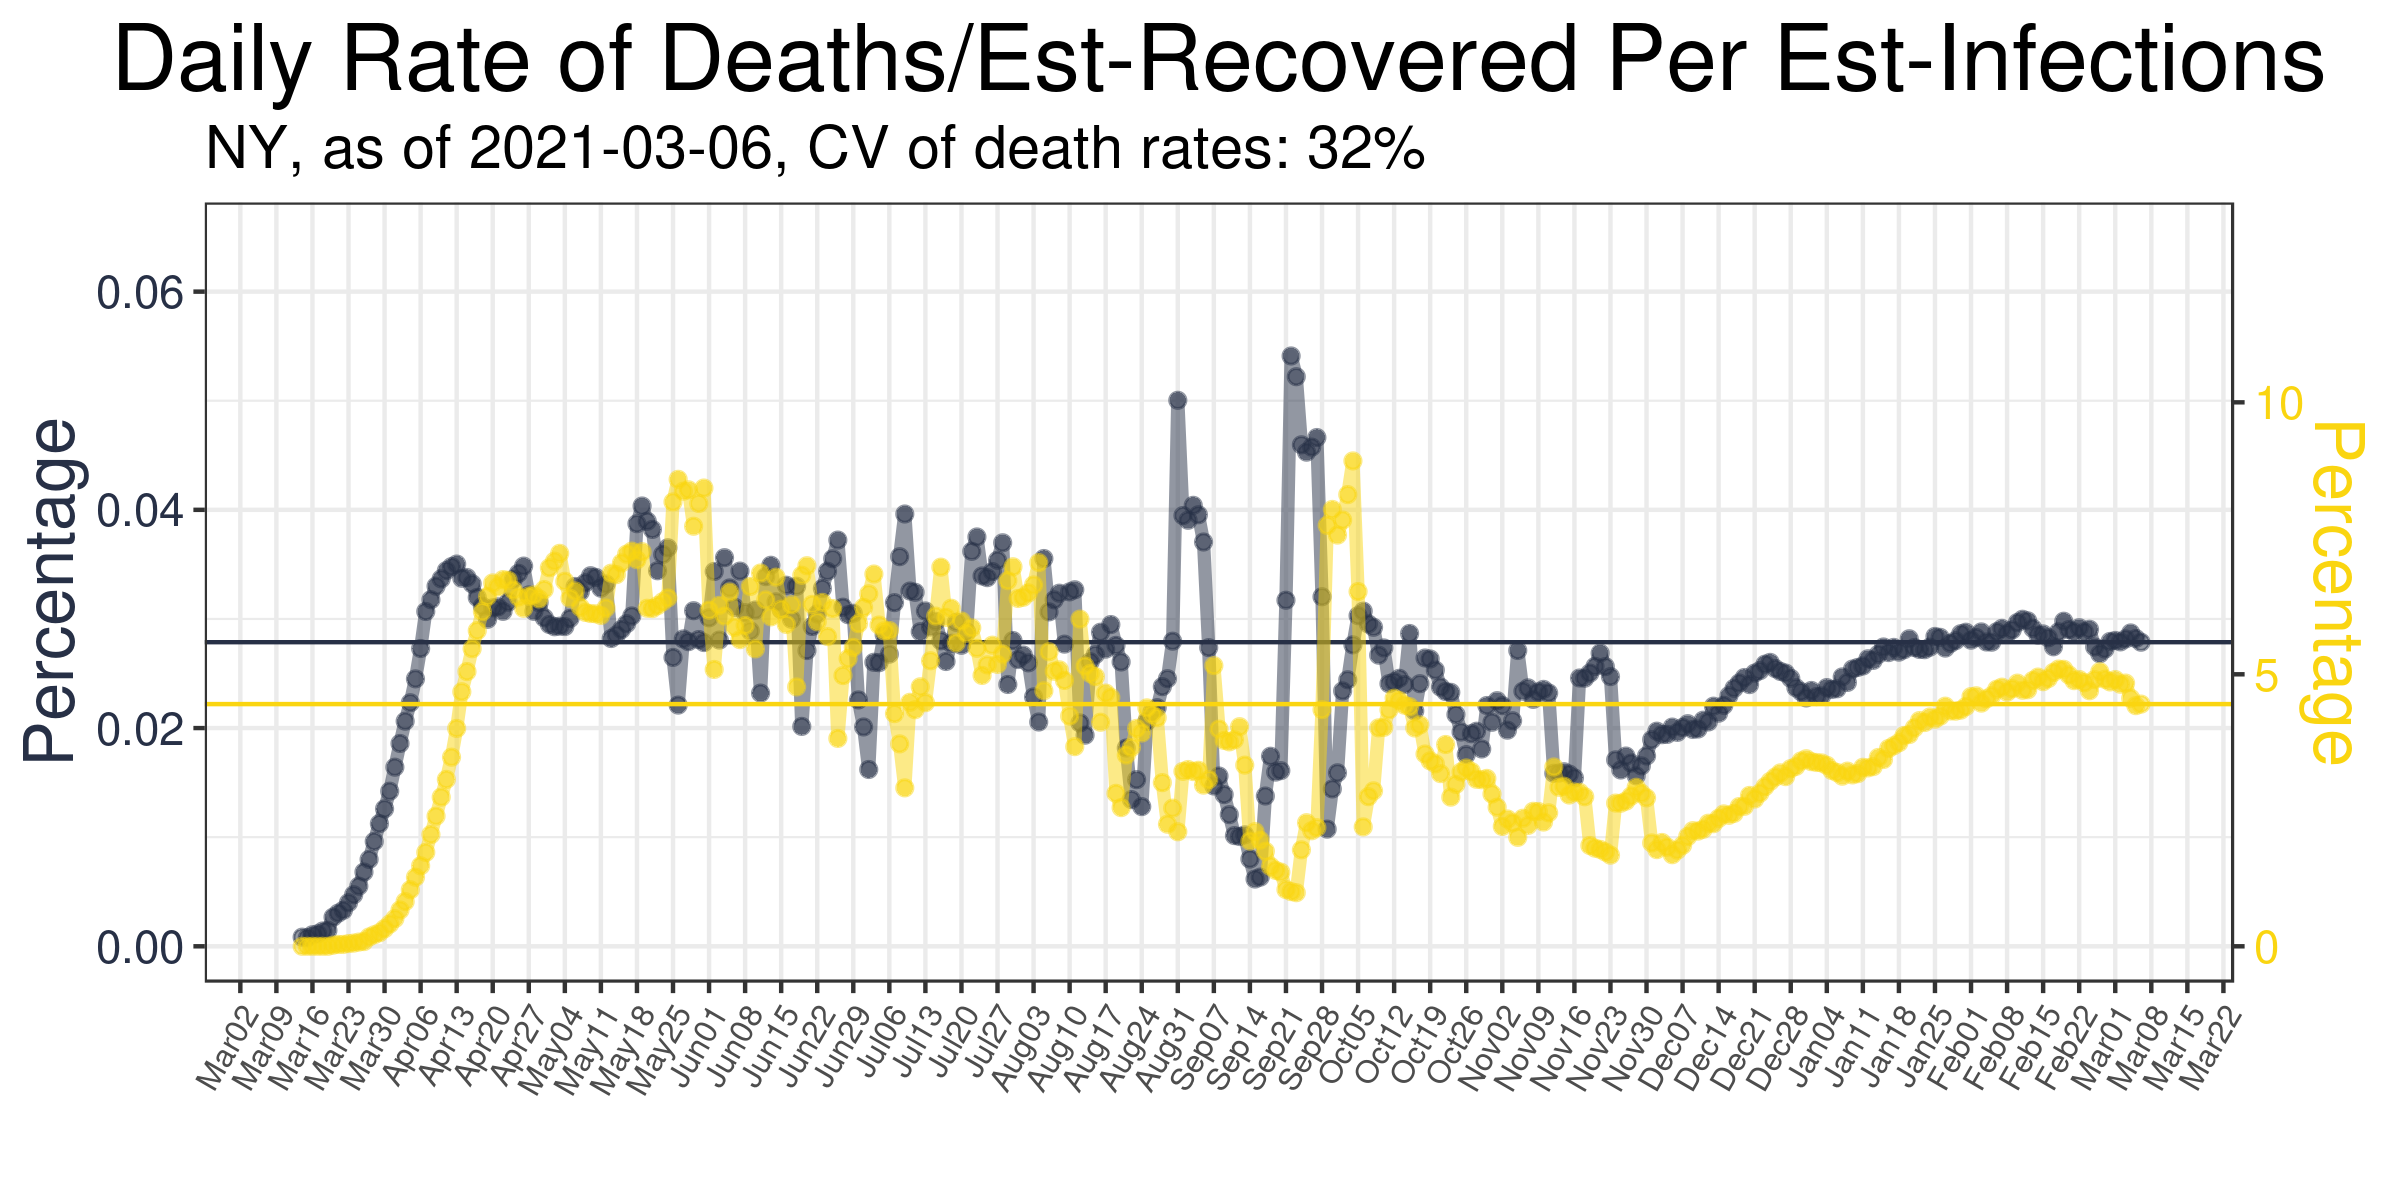 Daily Rate of Deaths/Est-Recovered Per Est-Infections
NY, as of 2021-03-06, CV of death rates: 32%
Percentage
0.06
0.04
0.02
0.00
10
5
0
Percentage
Mar02
Mar09
Mar16
Mar23
Mar30
Apr06
Apr13
Apr20
Apr27
May04
May11
May18
May25
Jun01
Jun08
Jun15
Jun22
Jun29
Jul06
Jul13
Jul20
Jul27
Aug03
Aug10
Aug17
Aug24
Aug31
Sep07
Sep14
Sep21
Sep28
Oct05
Oct12
Oct19
Oct26
Nov02
Nov09
Nov16
Nov23
Nov30
Dec07
Dec14
Dec21
Dec28
Jan04
Jan11
Jan18
Jan25
Feb01
Feb08
Feb15
Feb22
Mar01
Mar08
Mar15
Mar22